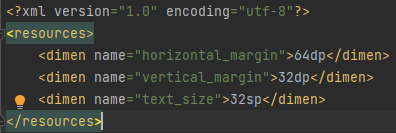 <?xml version="1.0" encoding="utf-8"?>
<resources>
    <dimen name="horizontal_margin">64dp</dimen>
    <dimen name="vertical_margin">32dp</dimen>
    <dimen name="text_size">32sp</dimen>
</resources>